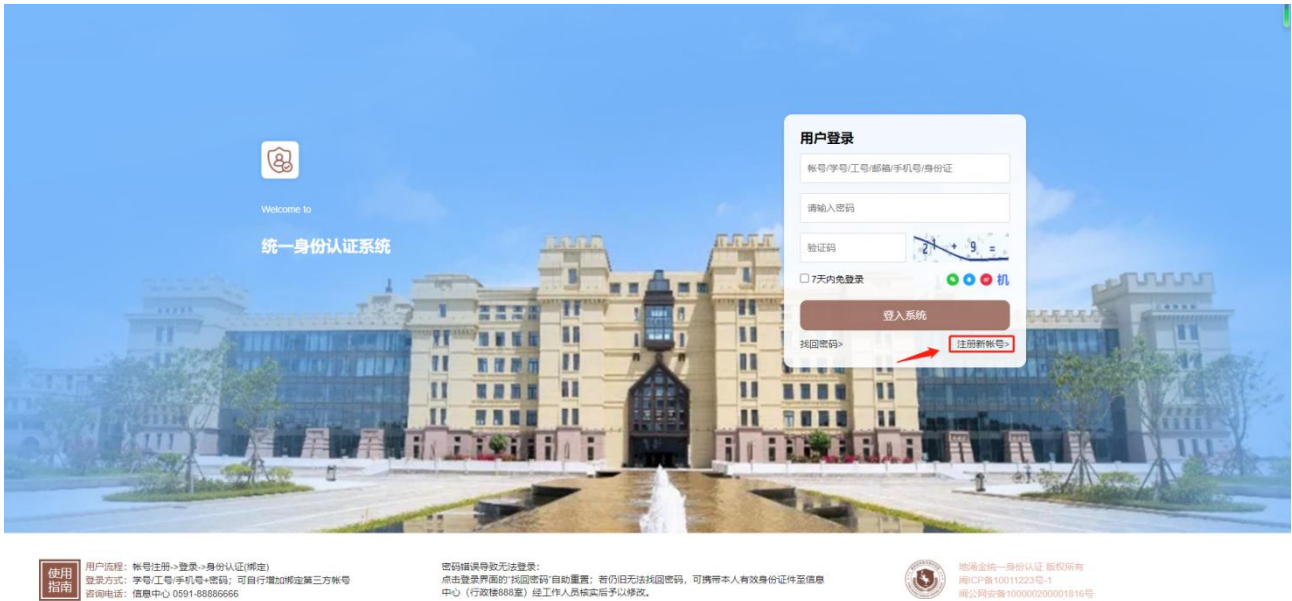 Welcome to
统一身份认证系统
用户登录
帐号/学号/工号/邮箱/手机号/身份证
请输入密码
验证码
21 + 9 =
7天内免登录
机
登入系统
找回密码>
注册新帐号>
使用
指南
用户流程：帐号注册->登录->身份认证(绑定)
登录方式：学号/工号/手机号+密码；可自行增加绑定第三方帐号
咨询电话：信息中心 0591-88886666
密码错误导致无法登录：
点击登录界面的“找回密码”自助重置；若仍旧无法找回密码，可携带本人有效身份证件至信息
中心（行政楼888室）经工作人员核实后予以修改。
统一身份认证 版权所有
闽ICP备10011223号-1
闽公网安备100000200001816号